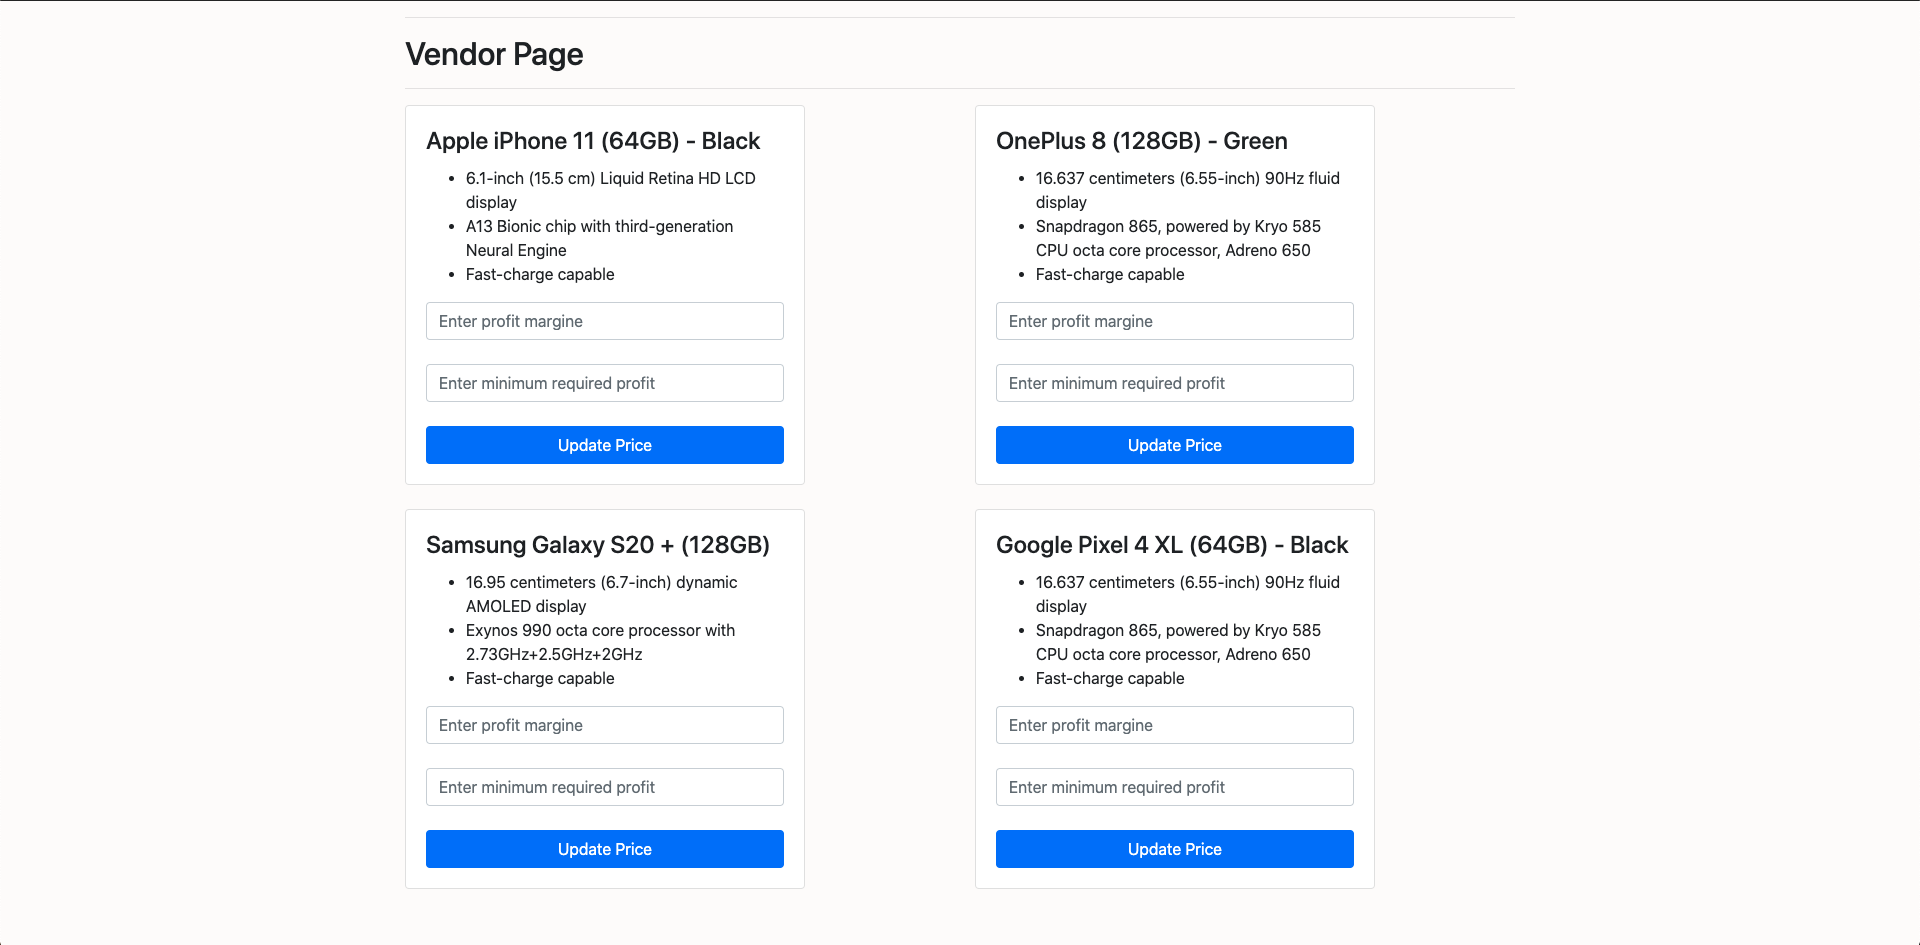 Vendor Page
Apple iPhone 11 (64GB) - Black
6.1-inch (15.5 cm) Liquid Retina HD LCD
display
A13 Bionic chip with third-generation
Neural Engine
Fast-charge capable
Enter profit margine
Enter minimum required profit
Update Price
OnePlus 8 (128GB) - Green
16.637 centimeters (6.55-inch) 90Hz fluid
display
Snapdragon 865, powered by Kryo 585
CPU octa core processor, Adreno 650
Fast-charge capable
Enter profit margine
Enter minimum required profit
Update Price
Samsung Galaxy S20 + (128GB)
16.95 centimeters (6.7-inch) dynamic
AMOLED display
Exynos 990 octa core processor with
2.73GHz+2.5GHz+2GHz
Fast-charge capable
Enter profit margine
Enter minimum required profit
Update Price
Google Pixel 4 XL (64GB) - Black
16.637 centimeters (6.55-inch) 90Hz fluid
display
Snapdragon 865, powered by Kryo 585
CPU octa core processor, Adreno 650
Fast-charge capable
Enter profit margine
Enter minimum required profit
Update Price